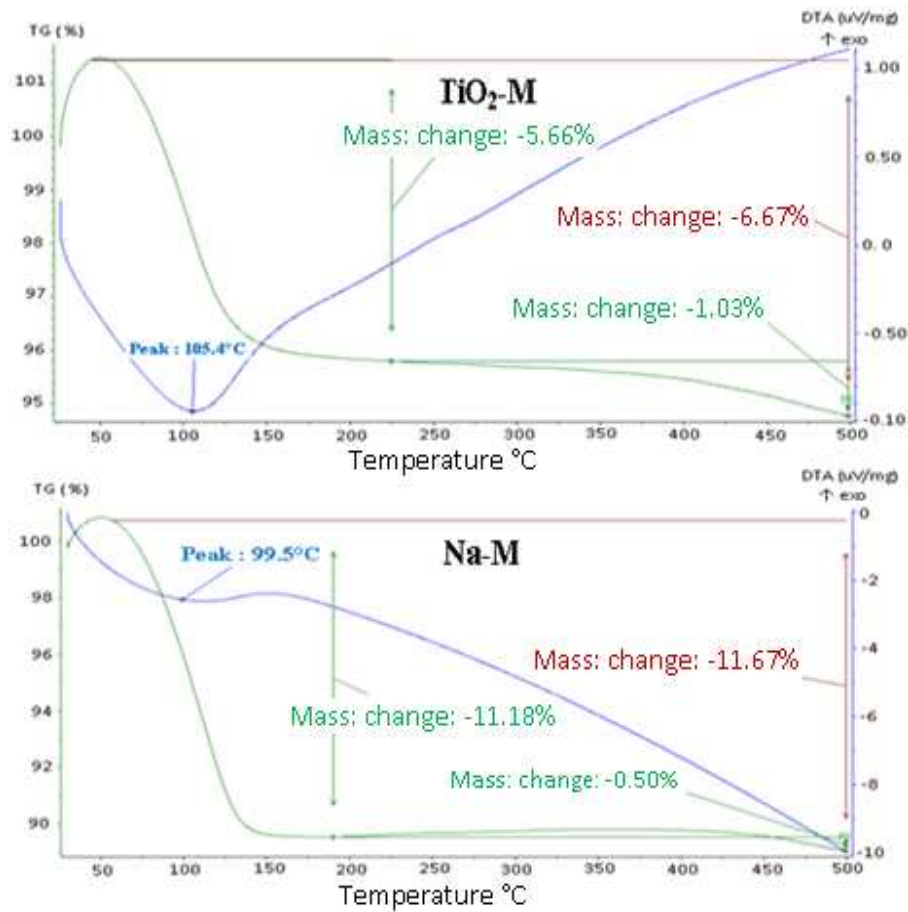 TG (%)
DTA (uV/mg)
↑ exo
TiO₂-M
101
100
99
98
97
96
95
1.00
0.50
0.0
-0.50
-0.10
Mass: change: -5.66%
Mass: change: -6.67%
Mass: change: -1.03%
Peak : 105.4°C
50
100
150
225
300
350
400
450
500
Temperature °C
TG (%)
DTA (uV/mg)
↑ exo
Peak : 99.5°C
Na-M
100
98
96
94
92
90
0
-2
-4
-6
-8
-10
Mass: change: -11.67%
Mass: change: -11.18%
Mass: change: -0.50%
50
100
150
200
250
300
350
400
450
500
Temperature °C